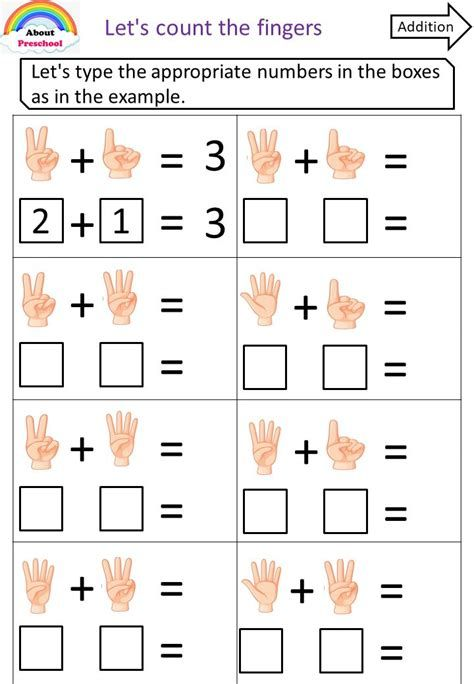 About
Preschool
Let's count the fingers
Addition
Let's type the appropriate numbers in the boxes
as in the example.
+ = 3
2 + 1 = 3
+ =
=
+ =
=
+ =
=
+ =
=
+ =
=
+ =
=
+ =
=